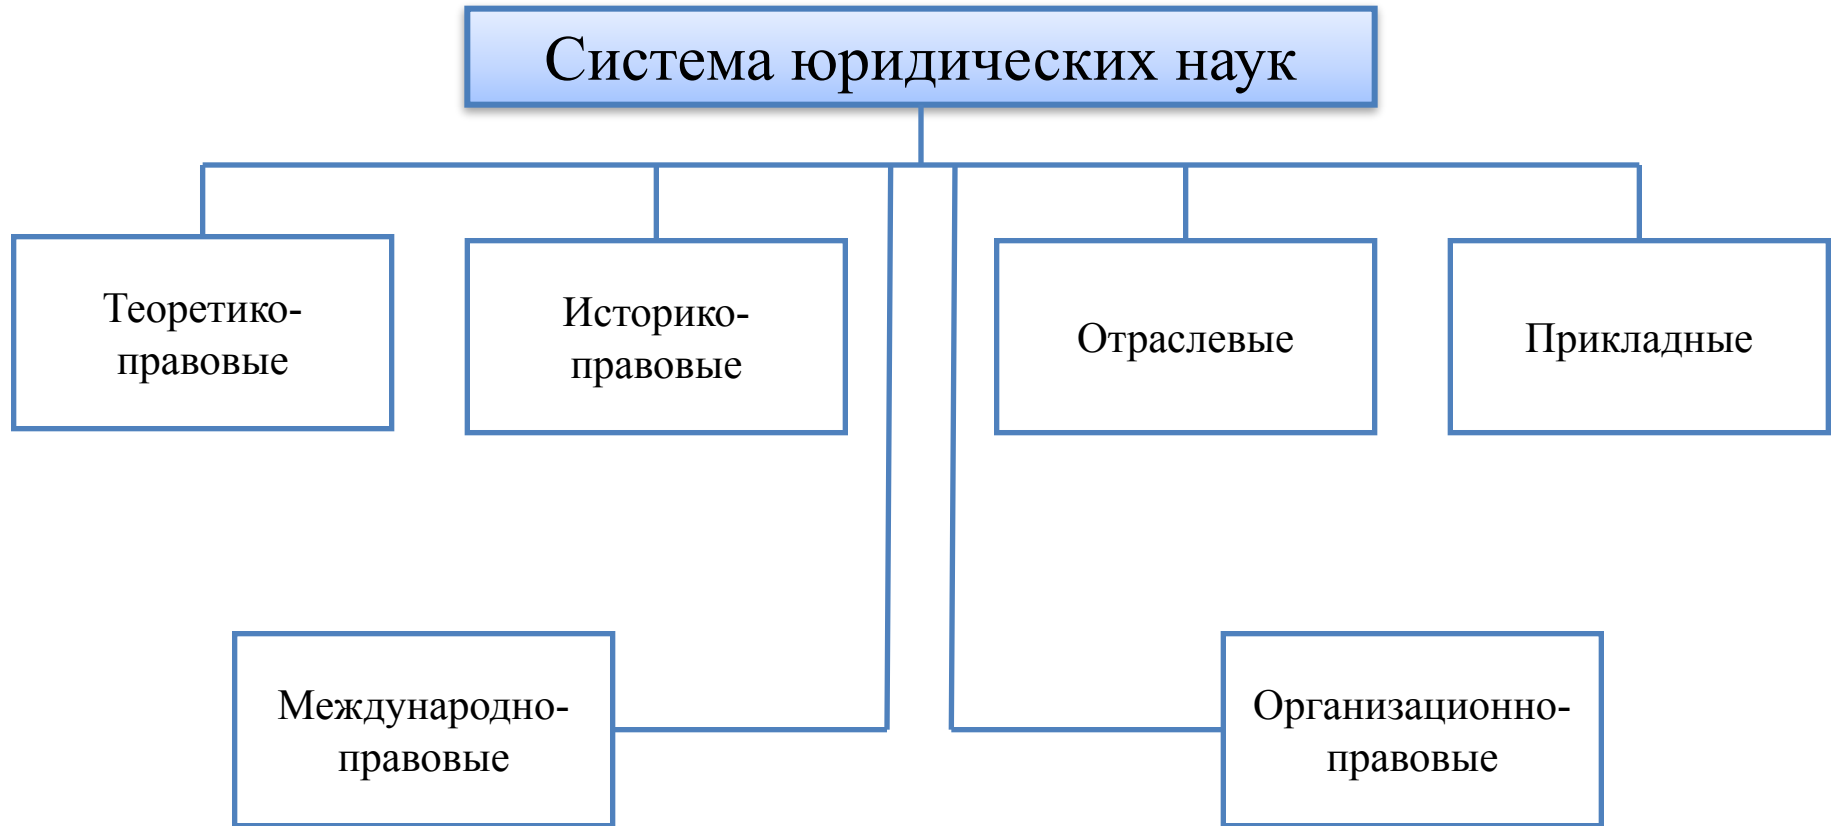 Система юридических наук
Теоретико-
правовые
Историко-
правовые
Отраслевые
Прикладные
Международно-
правовые
Организационно-
правовые